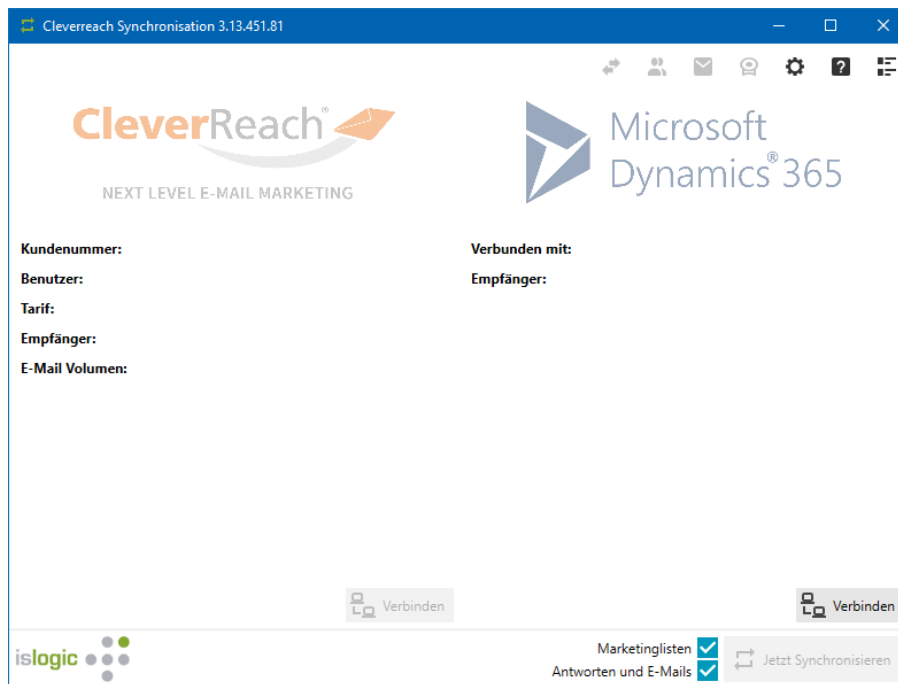 Cleverreach Synchronisation 3.13.451.81
CleverReach®
NEXT LEVEL E-MAIL MARKETING
Microsoft
Dynamics® 365
Kundenummer:
Benutzer:
Tarif:
Empfänger:
E-Mail Volumen:
Verbunden mit:
Empfänger:
Verbinden
Verbinden
islogic
Marketinglisten
Antworten und E-Mails
Jetzt Synchronisieren